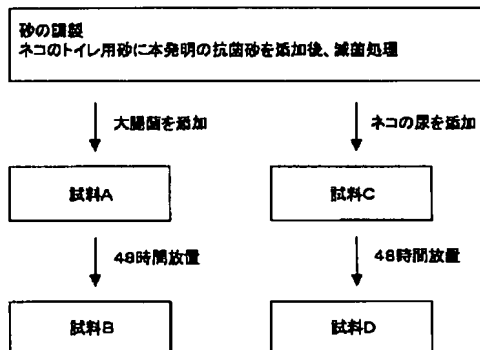 砂の調製
ネコのトイレ用砂に本発明の抗菌砂を添加後、滅菌処理
大腸菌を添加
ネコの尿を添加
試料A
試料C
48時間放置
48時間放置
試料B
試料D